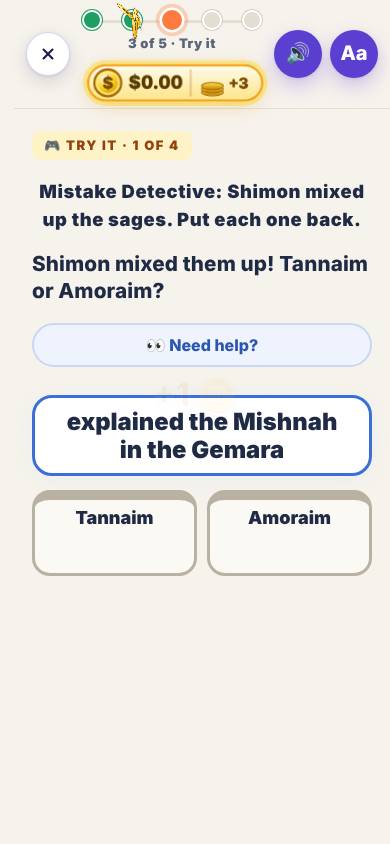 3 of 5 · Try it
$0.00
+3
Aa
TRY IT · 1 OF 4
Mistake Detective: Shimon mixed
up the sages. Put each one back.
Shimon mixed them up! Tannaim
or Amoraim?
Need help?
+1
explained the Mishnah
in the Gemara
Tannaim
Amoraim